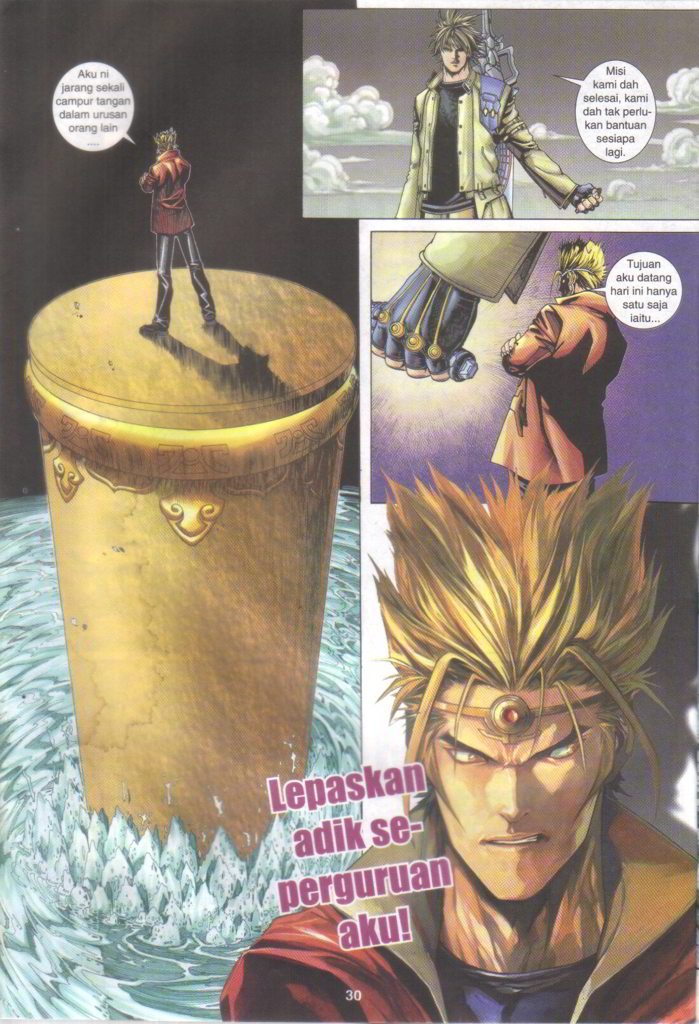 Aku ni
jarang sekali
campur tangan
dalam urusan
orang lain
....
Misi
kami dah
selesai, kami
dah tak perlu-
kan bantuan
sesiapa
lagi.
Tujuan
aku datang
hari ini hanya
satu saja
iaitu...
Lepaskan
adik se-
perguruan
aku!
30